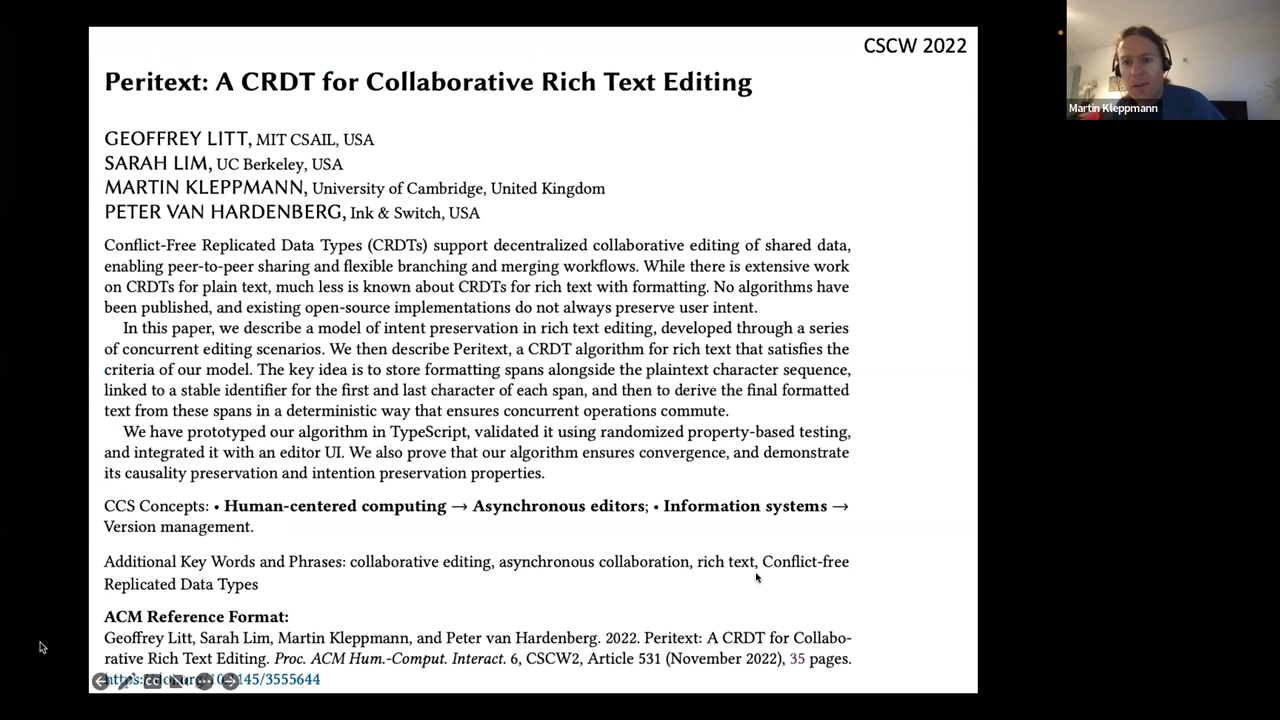 CSCW 2022
Peritext: A CRDT for Collaborative Rich Text Editing
GEOFFREY LITT, MIT CSAIL, USA
SARAH LIM, UC Berkeley, USA
MARTIN KLEPPMANN, University of Cambridge, United Kingdom
PETER VAN HARDENBERG, Ink & Switch, USA
Conflict-Free Replicated Data Types (CRDTs) support decentralized collaborative editing of shared data,
enabling peer-to-peer sharing and flexible branching and merging workflows. While there is extensive work
on CRDTs for plain text, much less is known about CRDTs for rich text with formatting. No algorithms have
been published, and existing open-source implementations do not always preserve user intent.
In this paper, we describe a model of intent preservation in rich text editing, developed through a series
of concurrent editing scenarios. We then describe Peritext, a CRDT algorithm for rich text that satisfies the
criteria of our model. The key idea is to store formatting spans alongside the plaintext character sequence,
linked to a stable identifier for the first and last character of each span, and then to derive the final formatted
text from these spans in a deterministic way that ensures concurrent operations commute.
We have prototyped our algorithm in TypeScript, validated it using randomized property-based testing,
and integrated it with an editor UI. We also prove that our algorithm ensures convergence, and demonstrate
its causality preservation and intention preservation properties.
CCS Concepts: • Human-centered computing → Asynchronous editors; • Information systems →
Version management.
Additional Key Words and Phrases: collaborative editing, asynchronous collaboration, rich text, Conflict-free
Replicated Data Types
ACM Reference Format:
Geoffrey Litt, Sarah Lim, Martin Kleppmann, and Peter van Hardenberg. 2022. Peritext: A CRDT for Collabo-
rative Rich Text Editing. Proc. ACM Hum.-Comput. Interact. 6, CSCW2, Article 531 (November 2022), 35 pages.
145/3555644
Martin Kleppmann